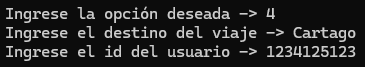 Ingrese la opción deseada -> 4
Ingrese el destino del viaje -> Cartago
Ingrese el id del usuario -> 1234125123